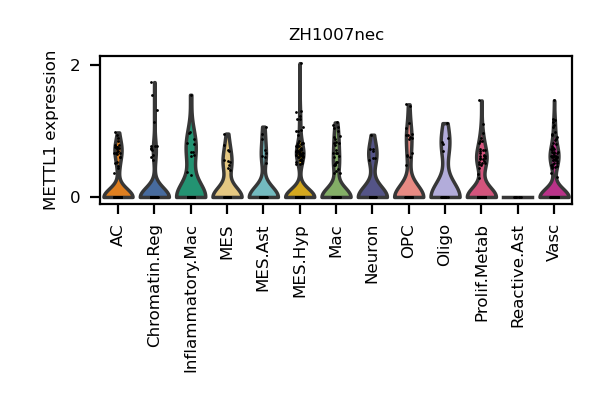 ZH1007nec
METTL1 expression
2
0
AC
Chromatin.Reg
Inflammatory.Mac
MES
MES.Ast
MES.Hyp
Mac
Neuron
OPC
Oligo
Prolif.Metab
Reactive.Ast
Vasc